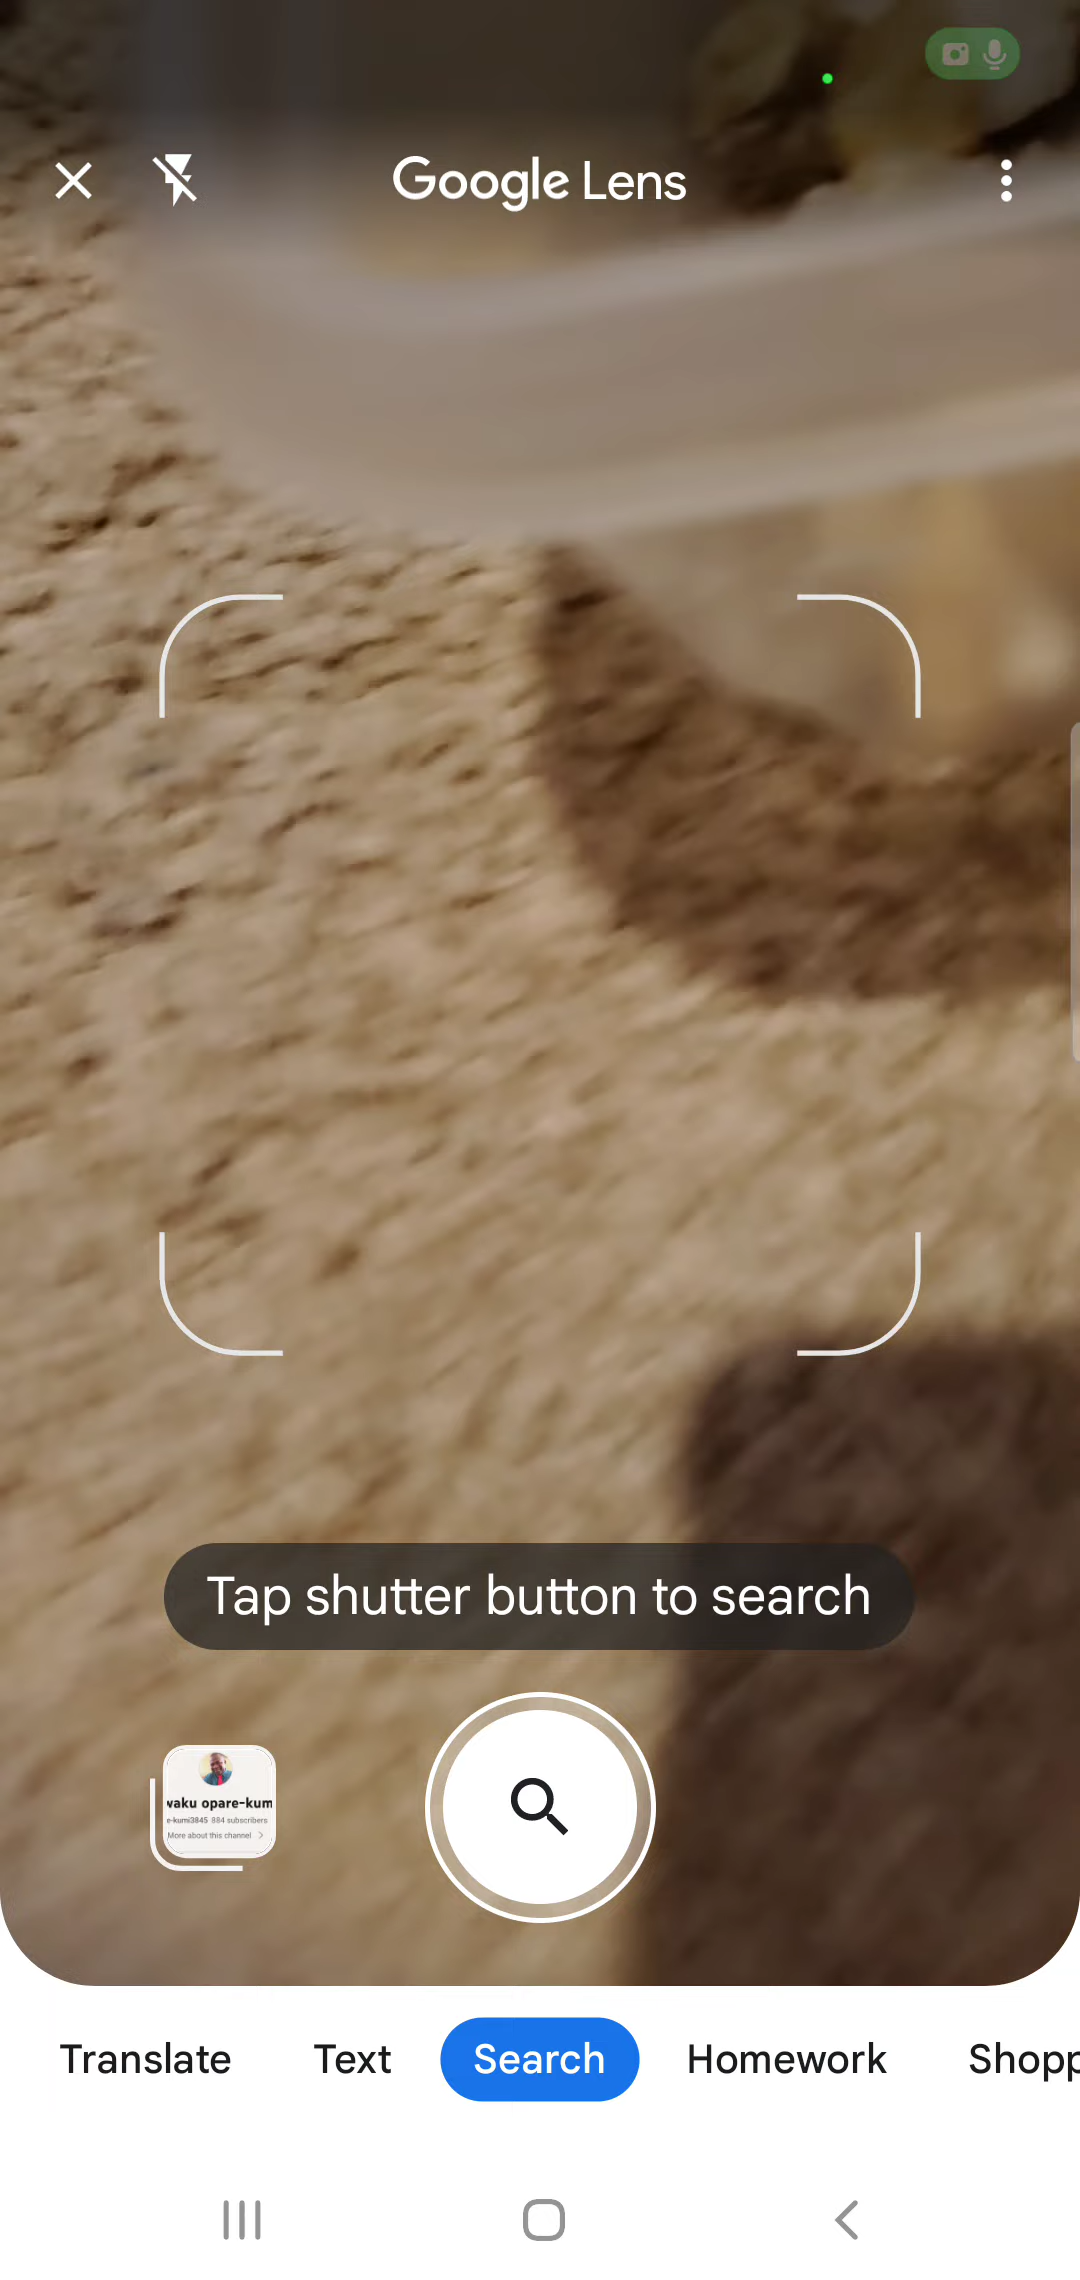 Google Lens
Tap shutter button to search
waku opare-kum
e-kumi3845 884 subscribers
More about this channel
Translate Text Search Homework Shopp